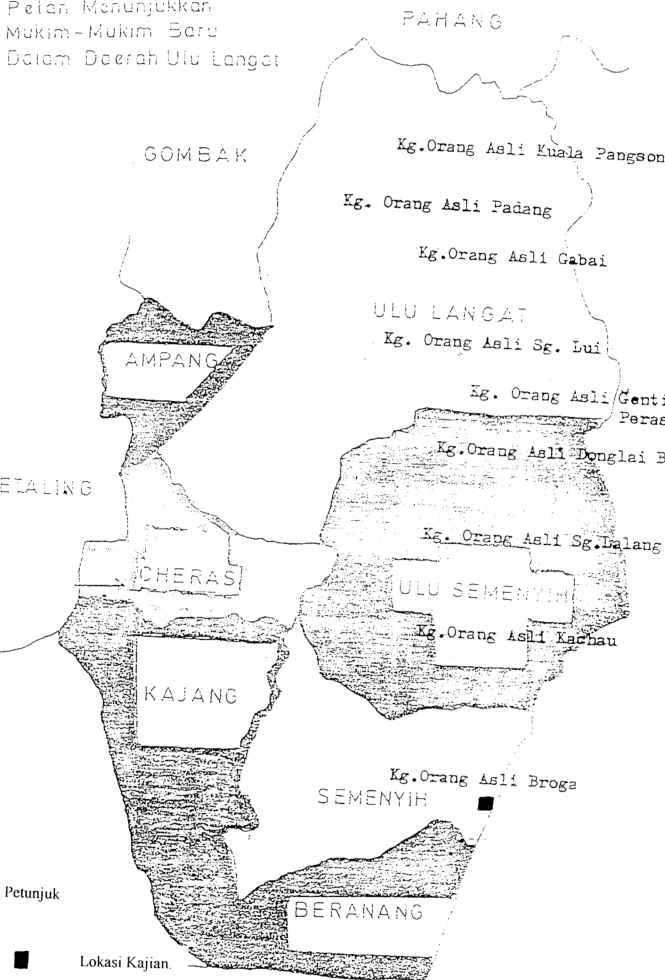 Pelan Menunjukkan
Mukim-Mukim Baru
Dalam Daerah Ulu Langat
PAHANG
GOMBAK
Kg.Orang Asli Kuala Pangson
Kg. Orang Asli Padang
Kg.Orang Asli Gabai
ULU LANGAT
Kg. Orang Asli Sg. Lui
AMPANG
Kg. Orang Asli Genti
Peras
Kg.Orang Asli Donglai B
ETALING
Kg. Orang Asli Sg.Lalang
CHERAS
ULU SEMENYIH
Kg.Orang Asli Kachau
KAJANG
Kg.Orang Asli Broga
SEMENYIH
Petunjuk
BERANANG
Lokasi Kajian.